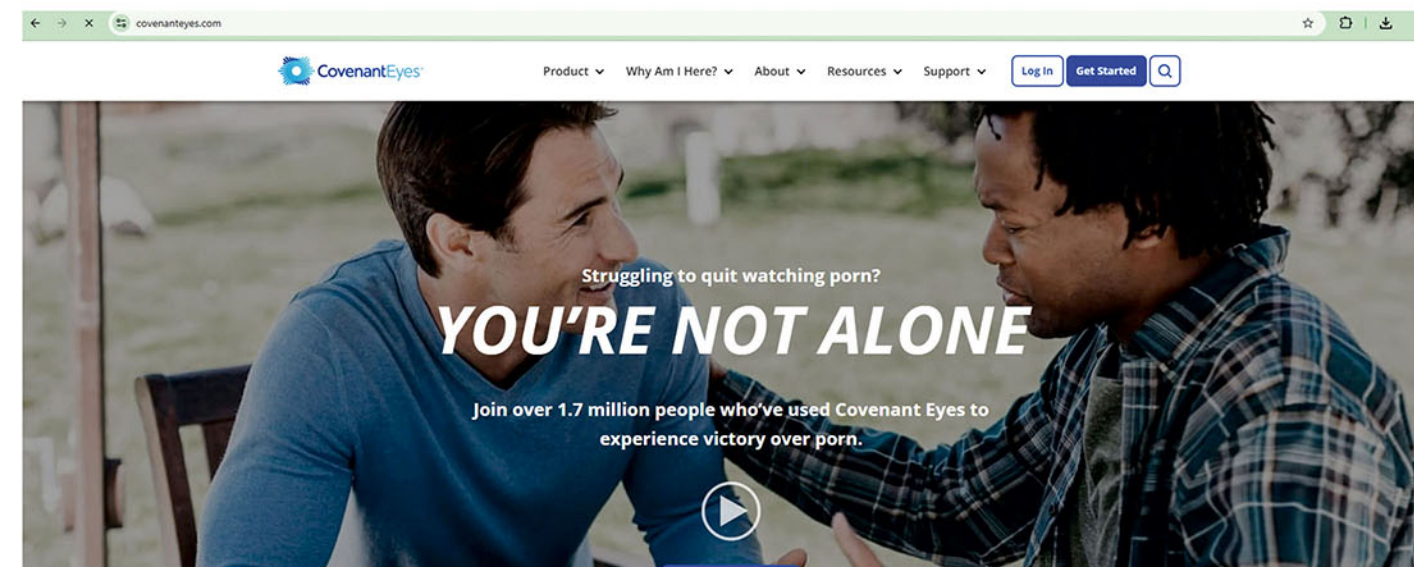 covenanteyes.com
CovenantEyes
Product
Why Am I Here?
About
Resources
Support
Log In
Get Started
Struggling to quit watching porn?
YOU'RE NOT ALONE
Join over 1.7 million people who've used Covenant Eyes to
experience victory over porn.